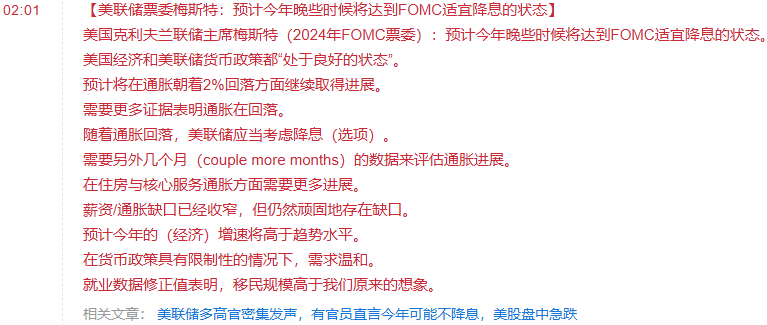 02:01 【美联储票委梅斯特：预计今年晚些时候将达到FOMC适宜降息的状态】
美国克利夫兰联储主席梅斯特（2024年FOMC票委）：预计今年晚些时候将达到FOMC适宜降息的状态。
美国经济和美联储货币政策都“处于良好的状态”。
预计将在通胀朝着2%回落方面继续取得进展。
需要更多证据表明通胀在回落。
随着通胀回落，美联储应当考虑降息（选项）。
需要另外几个月（couple more months）的数据来评估通胀进展。
在住房与核心服务通胀方面需要更多进展。
薪资/通胀缺口已经收窄，但仍然顽固地存在缺口。
预计今年的（经济）增速将高于趋势水平。
在货币政策具有限制性的情况下，需求温和。
就业数据修正值表明，移民规模高于我们原来的想象。
相关文章： 美联储多高官密集发声，有官员直言今年可能不降息，美股盘中急跌